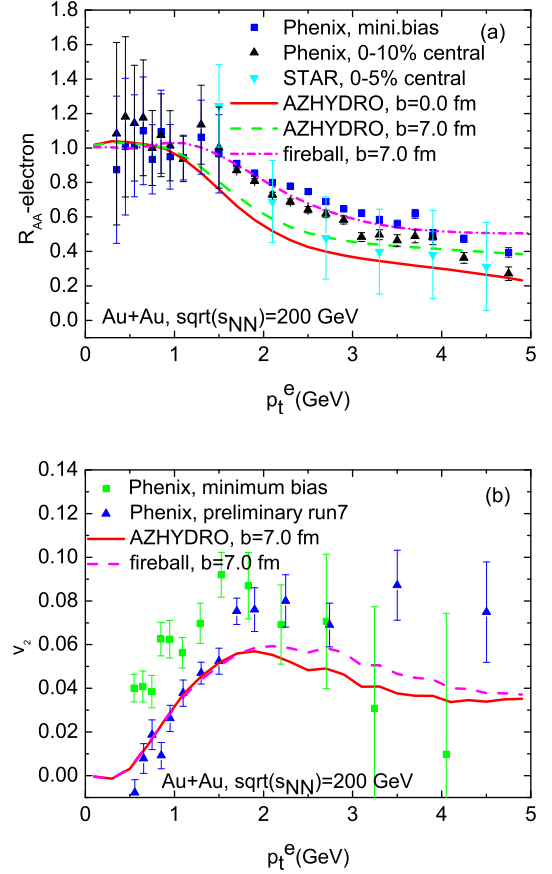 (a)
Phenix, mini.bias
Phenix, 0-10% central
STAR, 0-5% central
AZHYDRO, b=0.0 fm
AZHYDRO, b=7.0 fm
fireball, b=7.0 fm
1.8
1.6
1.4
1.2
1.0
0.8
0.6
0.4
0.2
0.0
R_AA-electron
Au+Au, sqrt(s_NN)=200 GeV
0 1 2 3 4 5
p_t^e(GeV)
(b)
Phenix, minimum bias
Phenix, preliminary run7
AZHYDRO, b=7.0 fm
fireball, b=7.0 fm
0.14
0.12
0.10
0.08
0.06
0.04
0.02
0.00
v_2
Au+Au, sqrt(s_NN)=200 GeV
0 1 2 3 4 5
p_t^e(GeV)